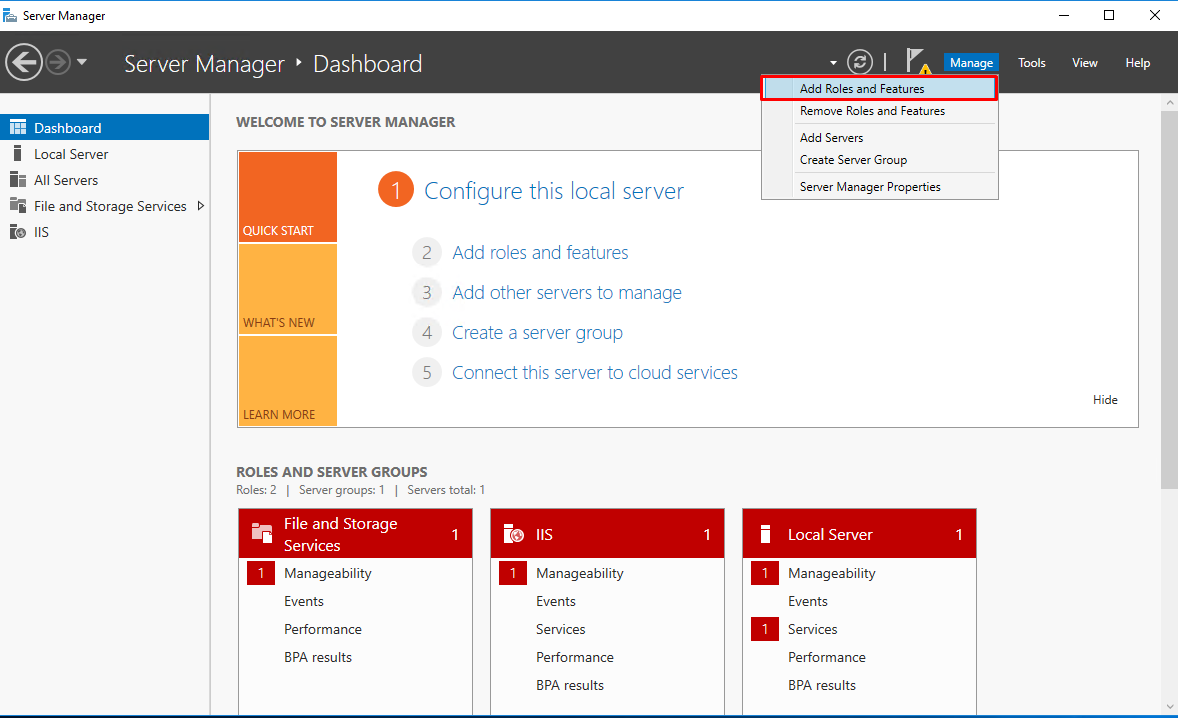 Server Manager
Server Manager ‣ Dashboard
Manage Tools View Help
Add Roles and Features
Remove Roles and Features
Add Servers
Create Server Group
Server Manager Properties
Dashboard
Local Server
All Servers
File and Storage Services
IIS
WELCOME TO SERVER MANAGER
QUICK START
WHAT'S NEW
LEARN MORE
1 Configure this local server
2 Add roles and features
3 Add other servers to manage
4 Create a server group
5 Connect this server to cloud services
Hide
ROLES AND SERVER GROUPS
Roles: 2 | Server groups: 1 | Servers total: 1
File and Storage
Services 1
1 Manageability
Events
Performance
BPA results
IIS 1
1 Manageability
Events
Services
Performance
BPA results
Local Server 1
1 Manageability
Events
1 Services
Performance
BPA results